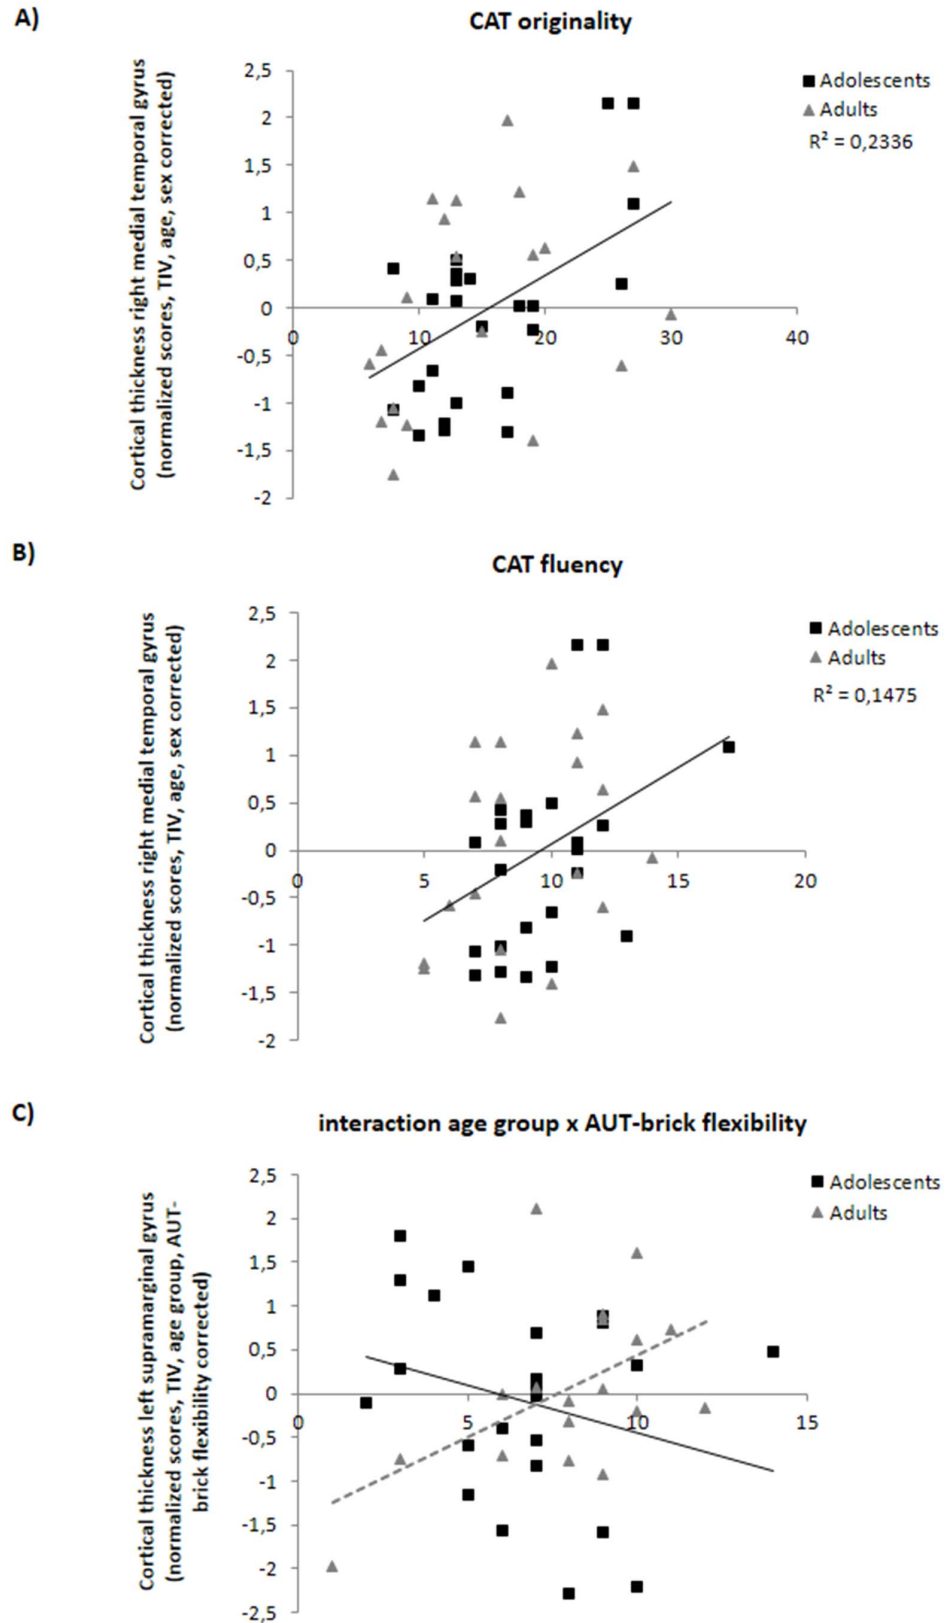 A)
CAT originality
Cortical thickness right medial temporal gyrus
(normalized scores, TIV, age, sex corrected)
2,5
2
1,5
1
0,5
0
-0,5
-1
-1,5
-2
0
10
20
30
40
Adolescents
Adults
R² = 0,2336
B)
CAT fluency
Cortical thickness right medial temporal gyrus
(normalized scores, TIV, age, sex corrected)
2,5
2
1,5
1
0,5
0
-0,5
-1
-1,5
-2
0
5
10
15
20
Adolescents
Adults
R² = 0,1475
C)
interaction age group x AUT-brick flexibility
Cortical thickness left supramarginal gyrus
(normalized scores, TIV, age group, AUT-
brick flexibility corrected)
2,5
2
1,5
1
0,5
0
-0,5
-1
-1,5
-2
-2,5
0
5
10
15
Adolescents
Adults